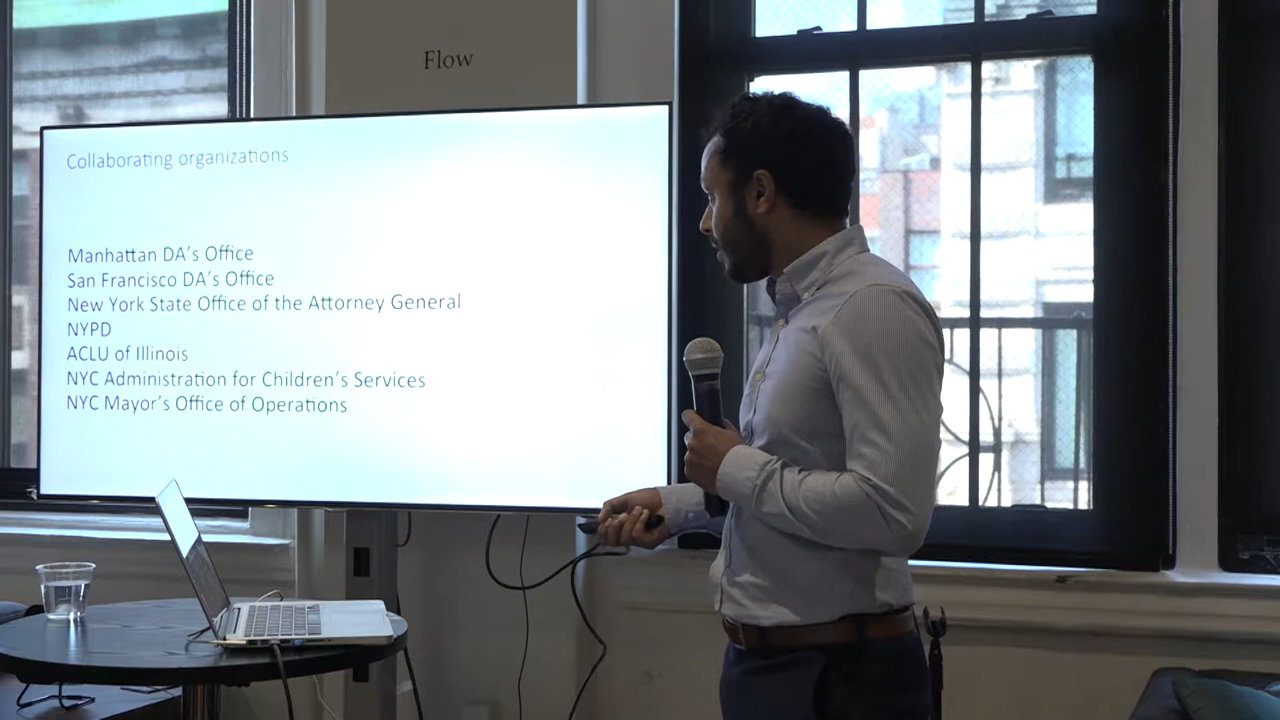 Flow
Collaborating organizations
Manhattan DA's Office
San Francisco DA's Office
New York State Office of the Attorney General
NYPD
ACLU of Illinois
NYC Administration for Children's Services
NYC Mayor's Office of Operations